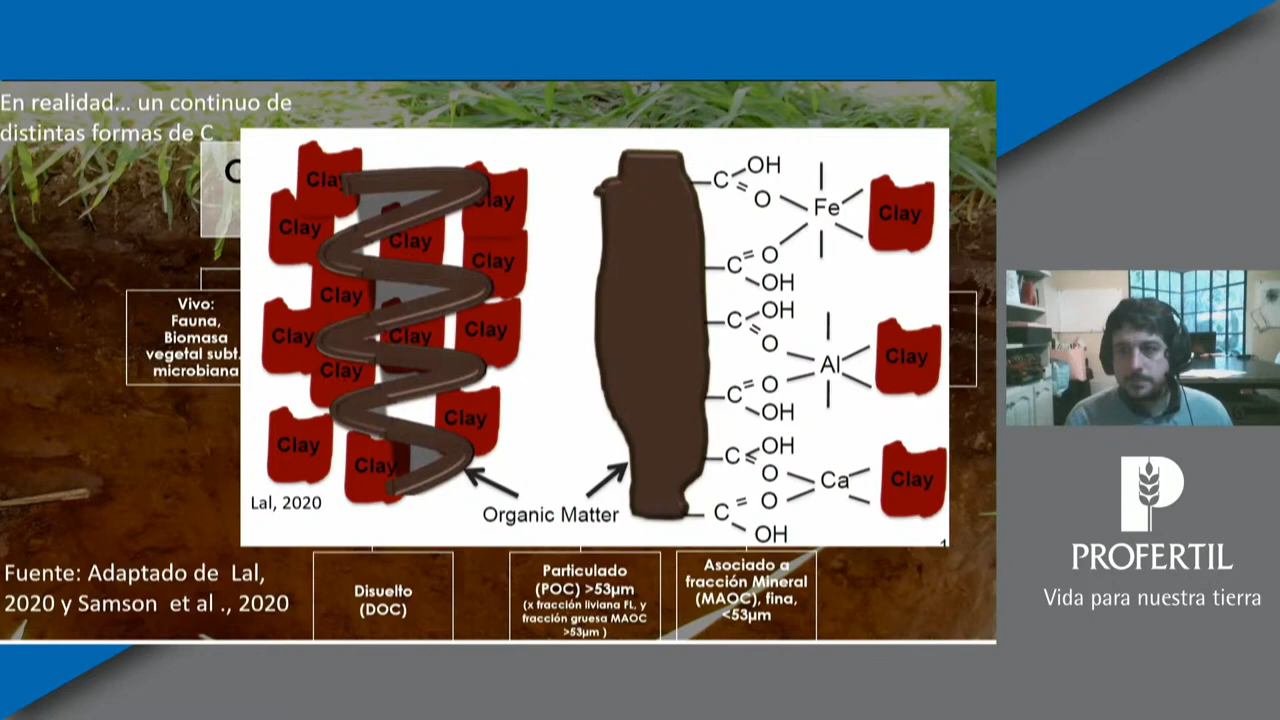 En realidad... un continuo de
distintas formas de C
Vivo:
Fauna,
Biomasa
vegetal subt.
microbiana
Clay
Clay
Clay
Clay
Clay
Clay
Clay
Clay
Clay
Clay
Clay
Clay
Clay
Lal, 2020
Organic Matter
C
OH
O
Fe
Clay
C
O
OH
C
OH
O
Al
Clay
C
O
OH
C
OH
O
Ca
Clay
C
O
OH
1
Disuelto
(DOC)
Particulado
(POC) >53µm
(x fracción liviana FL, y
fracción gruesa MAOC
>53µm )
Asociado a
fracción Mineral
(MAOC), fina,
<53µm
Fuente: Adaptado de Lal,
2020 y Samson et al ., 2020
PROFERTIL
Vida para nuestra tierra